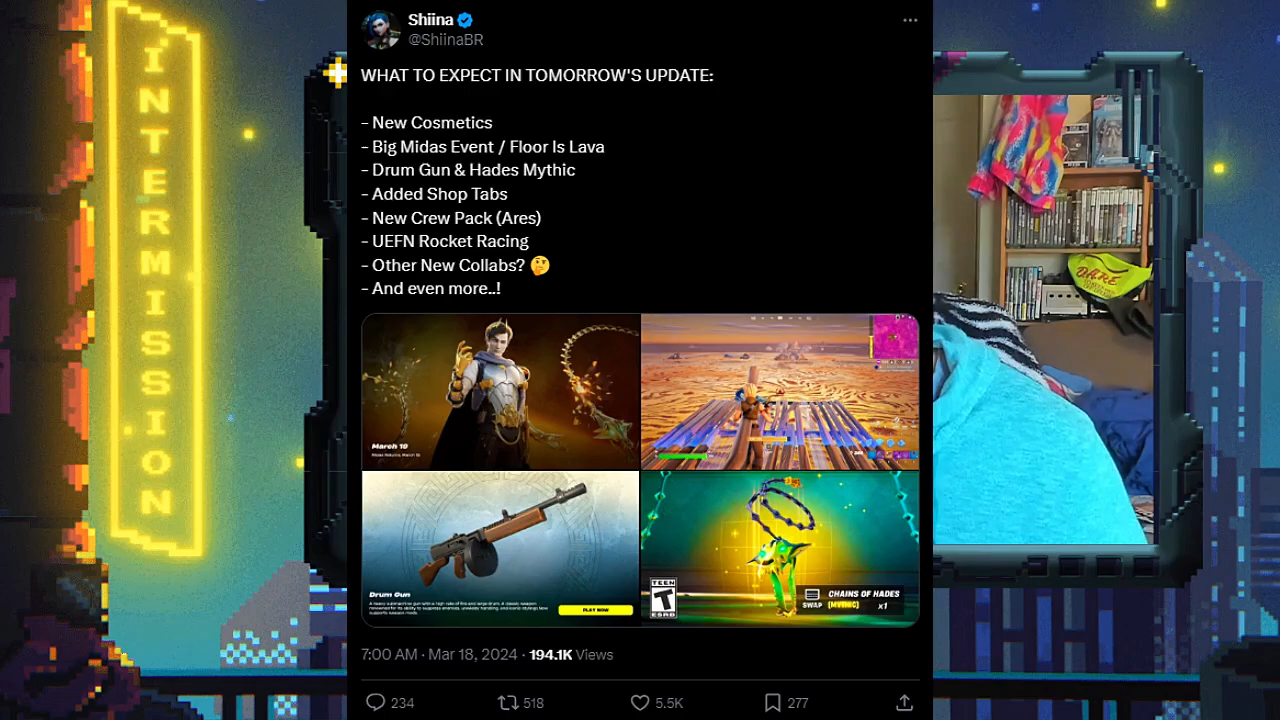 INTERMISSION
Shiina
@ShiinaBR
WHAT TO EXPECT IN TOMORROW'S UPDATE:
- New Cosmetics
- Big Midas Event / Floor Is Lava
- Drum Gun & Hades Mythic
- Added Shop Tabs
- New Crew Pack (Ares)
- UEFN Rocket Racing
- Other New Collabs? 🤔
- And even more..!
March 19
Drum Gun
PLAY NOW
TEEN
T
ESRB
SWAP
CHAINS OF HADES
[MYTHIC]
x1
7:00 AM · Mar 18, 2024 · 194.1K Views
234
518
5.5K
277
D.A.R.E.